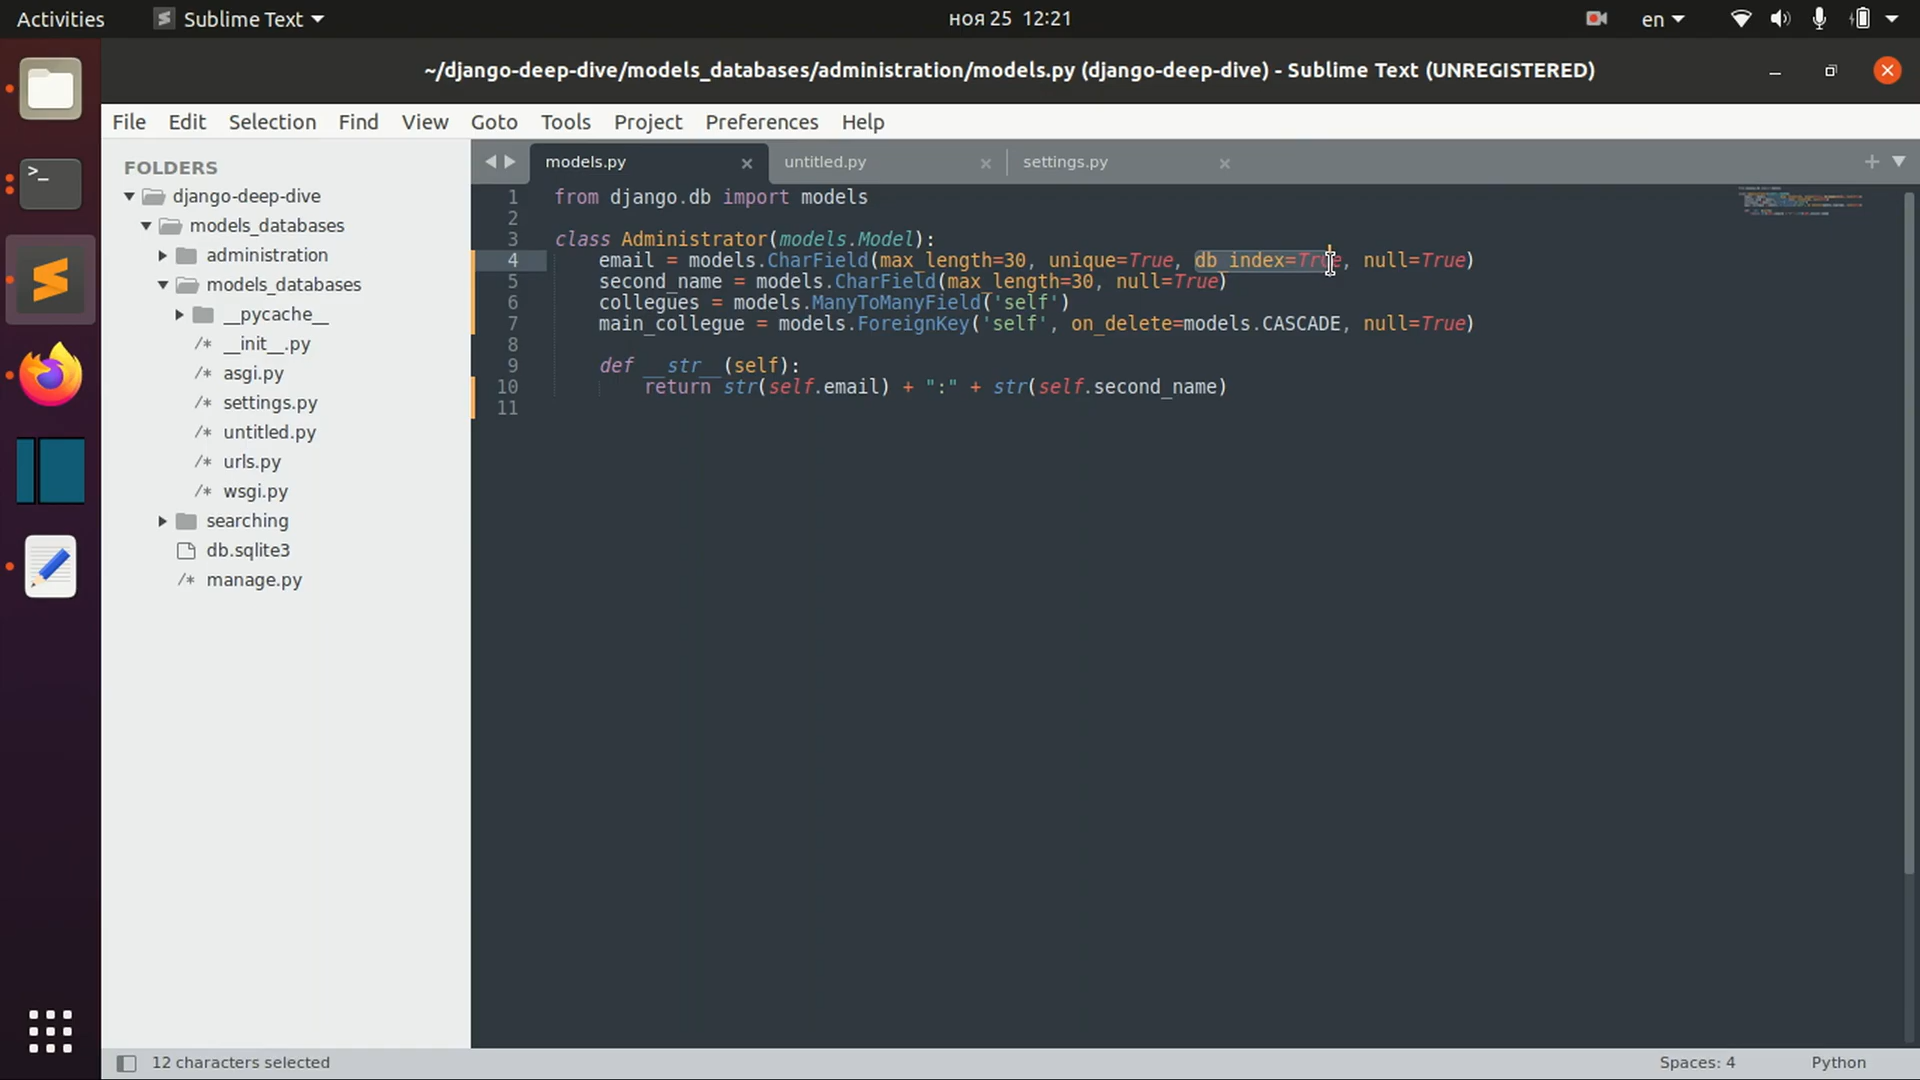 Activities Sublime Text ноя 25 12:21 en
~/django-deep-dive/models_databases/administration/models.py (django-deep-dive) - Sublime Text (UNREGISTERED)
File Edit Selection Find View Goto Tools Project Preferences Help
FOLDERS
django-deep-dive
models_databases
administration
models_databases
__pycache__
/* __init__.py
/* asgi.py
/* settings.py
/* untitled.py
/* urls.py
/* wsgi.py
searching
db.sqlite3
/* manage.py
models.py untitled.py settings.py
1 from django.db import models
2
3 class Administrator(models.Model):
4 email = models.CharField(max_length=30, unique=True, db_index=True, null=True)
5 second_name = models.CharField(max_length=30, null=True)
6 collegues = models.ManyToManyField('self')
7 main_collegue = models.ForeignKey('self', on_delete=models.CASCADE, null=True)
8
9 def __str__(self):
10 return str(self.email) + ":" + str(self.second_name)
11
12 characters selected Spaces: 4 Python